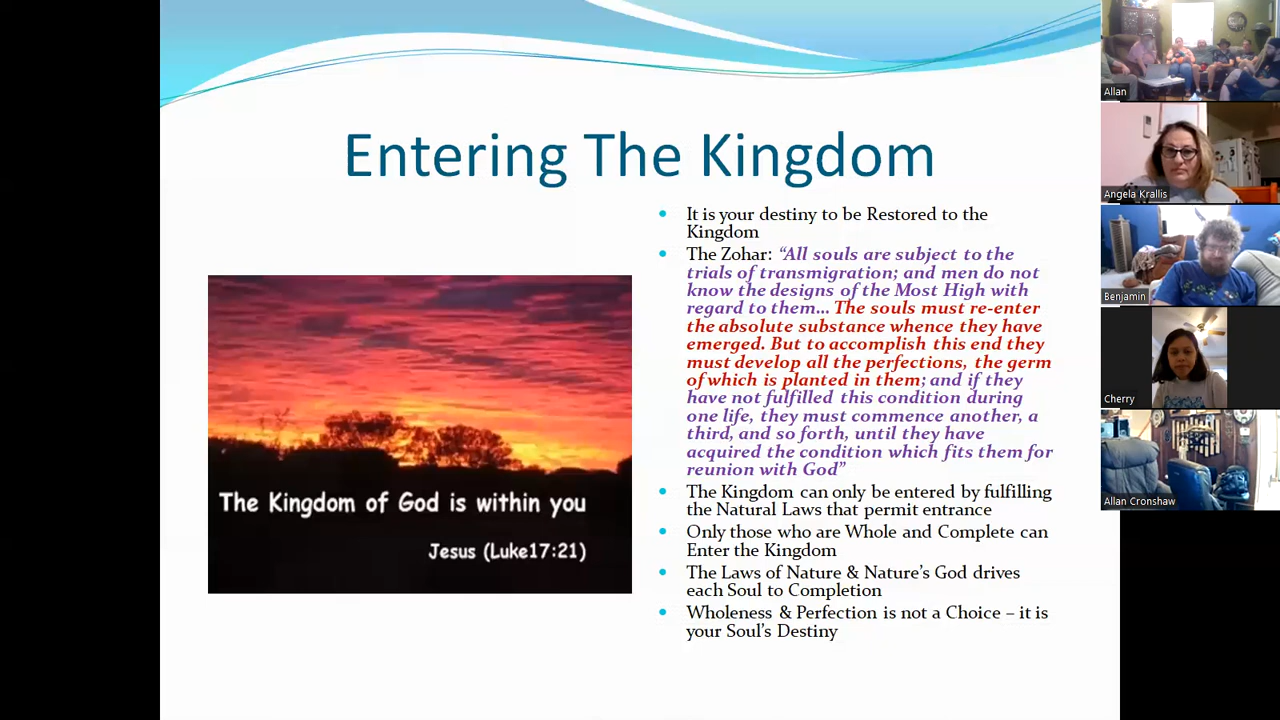 Entering The Kingdom
The Kingdom of God is within you
Jesus (Luke17:21)
It is your destiny to be Restored to the
Kingdom
The Zohar: “All souls are subject to the
trials of transmigration; and men do not
know the designs of the Most High with
regard to them... The souls must re-enter
the absolute substance whence they have
emerged. But to accomplish this end they
must develop all the perfections, the germ
of which is planted in them; and if they
have not fulfilled this condition during
one life, they must commence another, a
third, and so forth, until they have
acquired the condition which fits them for
reunion with God”
The Kingdom can only be entered by fulfilling
the Natural Laws that permit entrance
Only those who are Whole and Complete can
Enter the Kingdom
The Laws of Nature & Nature’s God drives
each Soul to Completion
Wholeness & Perfection is not a Choice – it is
your Soul’s Destiny
Allan
Angela Krallis
Benjamin
Cherry
Allan Cronshaw